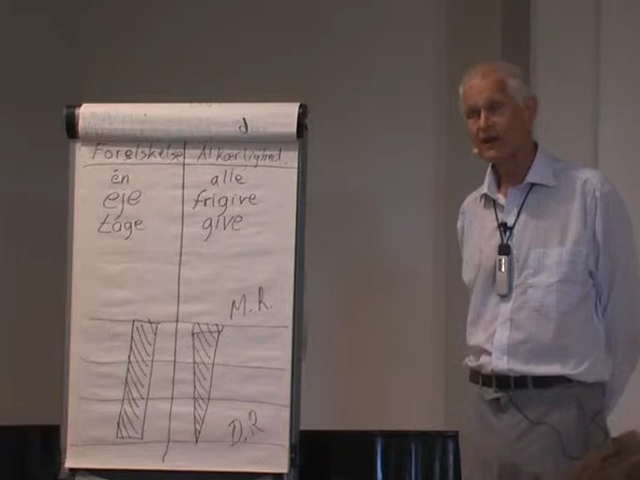 Forelskelse Alkærlighed.
én alle
eje frigive
tage give
M.R.
D.R